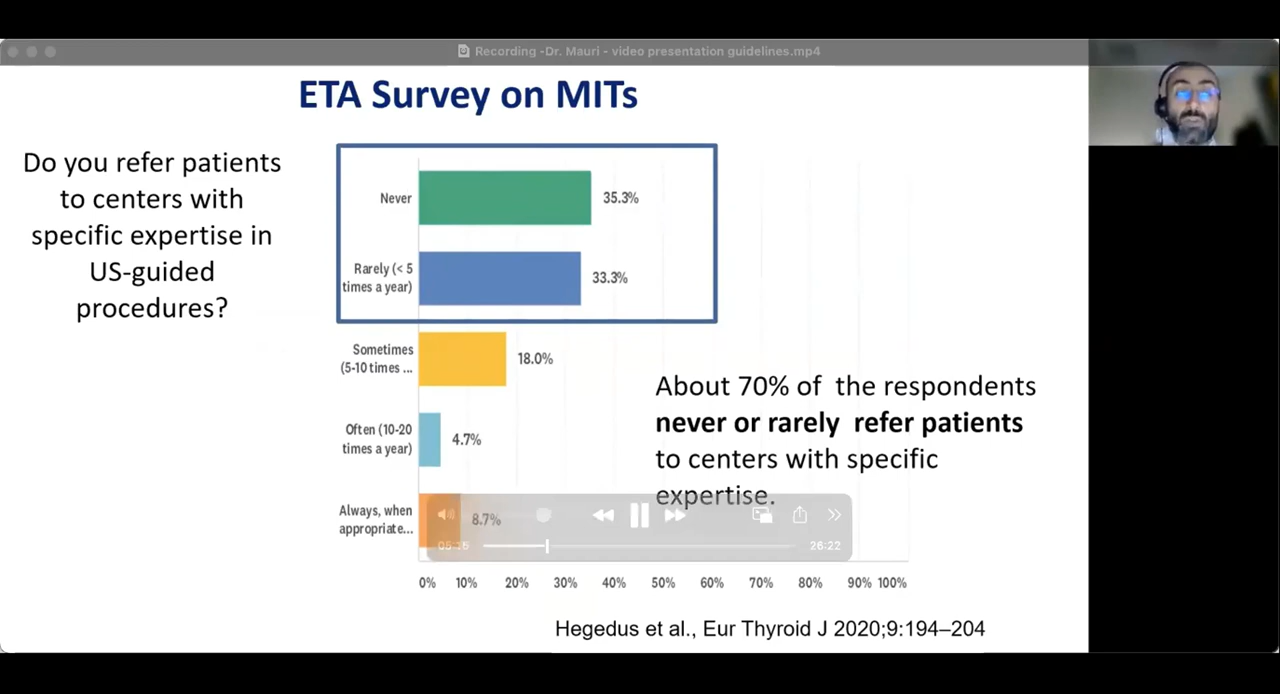 Recording -Dr. Mauri - video presentation guidelines.mp4
ETA Survey on MITs
Do you refer patients
to centers with
specific expertise in
US-guided
procedures?
Never
35.3%
Rarely (< 5
times a year)
33.3%
Sometimes
(5-10 times ...
18.0%
Often (10-20
times a year)
4.7%
Always, when
appropriate...
8.7%
About 70% of the respondents
never or rarely refer patients
to centers with specific
expertise.
26:22
0% 10% 20% 30% 40% 50% 60% 70% 80% 90% 100%
Hegedus et al., Eur Thyroid J 2020;9:194–204